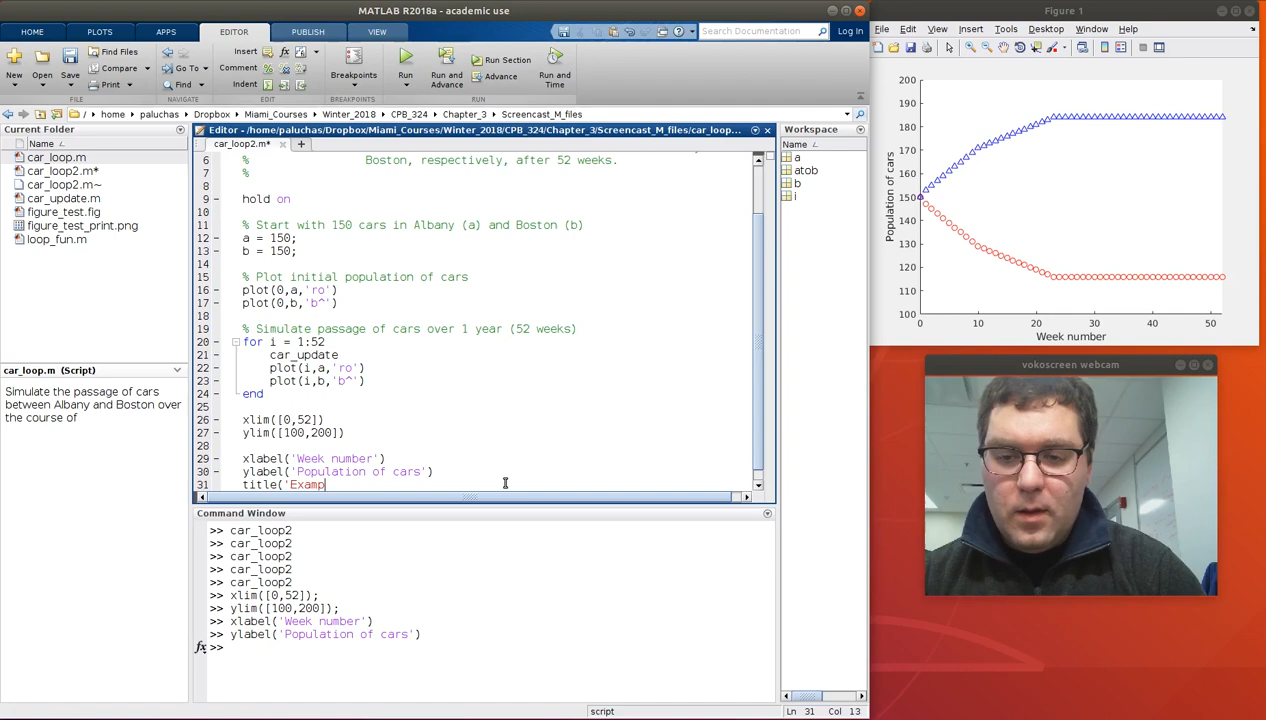 MATLAB R2018a - academic use
HOME PLOTS APPS EDITOR PUBLISH VIEW Search Documentation Log In
New Open Save Find Files Compare Print Go To Find Insert Comment Indent fx Breakpoints Run Run and Advance Run Section Advance Run and Time
FILE NAVIGATE EDIT BREAKPOINTS RUN
/ home paluchas Dropbox Miami_Courses Winter_2018 CPB_324 Chapter_3 Screencast_M_files
Current Folder
Name
car_loop.m
car_loop2.m*
car_loop2.m~
car_update.m
figure_test.fig
figure_test_print.png
loop_fun.m
car_loop.m (Script)
Simulate the passage of cars
between Albany and Boston over
the course of
Editor - /home/paluchas/Dropbox/Miami_Courses/Winter_2018/CPB_324/Chapter_3/Screencast_M_files/car_loop...
car_loop2.m*
6 % Boston, respectively, after 52 weeks.
7 %
8
9 hold on
10
11 % Start with 150 cars in Albany (a) and Boston (b)
12 a = 150;
13 b = 150;
14
15 % Plot initial population of cars
16 plot(0,a,'ro')
17 plot(0,b,'b^')
18
19 % Simulate passage of cars over 1 year (52 weeks)
20 for i = 1:52
21 car_update
22 plot(i,a,'ro')
23 plot(i,b,'b^')
24 end
25
26 xlim([0,52])
27 ylim([100,200])
28
29 xlabel('Week number')
30 ylabel('Population of cars')
31 title('Examp
Command Window
>> car_loop2
>> car_loop2
>> car_loop2
>> car_loop2
>> car_loop2
>> xlim([0,52]);
>> ylim([100,200]);
>> xlabel('Week number')
>> ylabel('Population of cars')
fx >>
script Ln 31 Col 13
Workspace
Name
a
atob
b
i
Figure 1
File Edit View Insert Tools Desktop Window Help
200
190
180
170
160
150
140
130
120
110
100
Population of cars
0 10 20 30 40 50
Week number
vokoscreen webcam